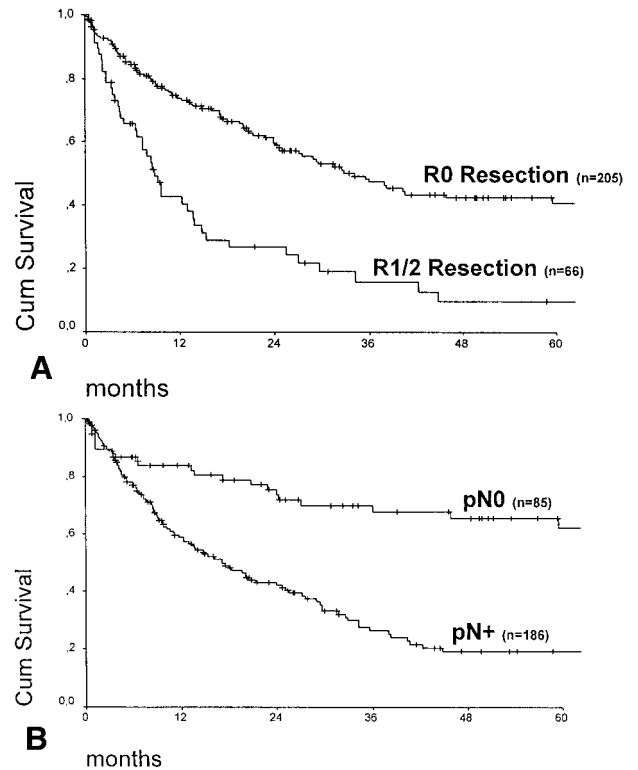 1,0
,8
,6
,4
,2
0,0
Cum Survival
R0 Resection (n=205)
R1/2 Resection (n=66)
0 12 24 36 48 60
A
months
1,0
,8
,6
,4
,2
0,0
Cum Survival
pN0 (n=85)
pN+ (n=186)
0 12 24 36 48 60
B
months